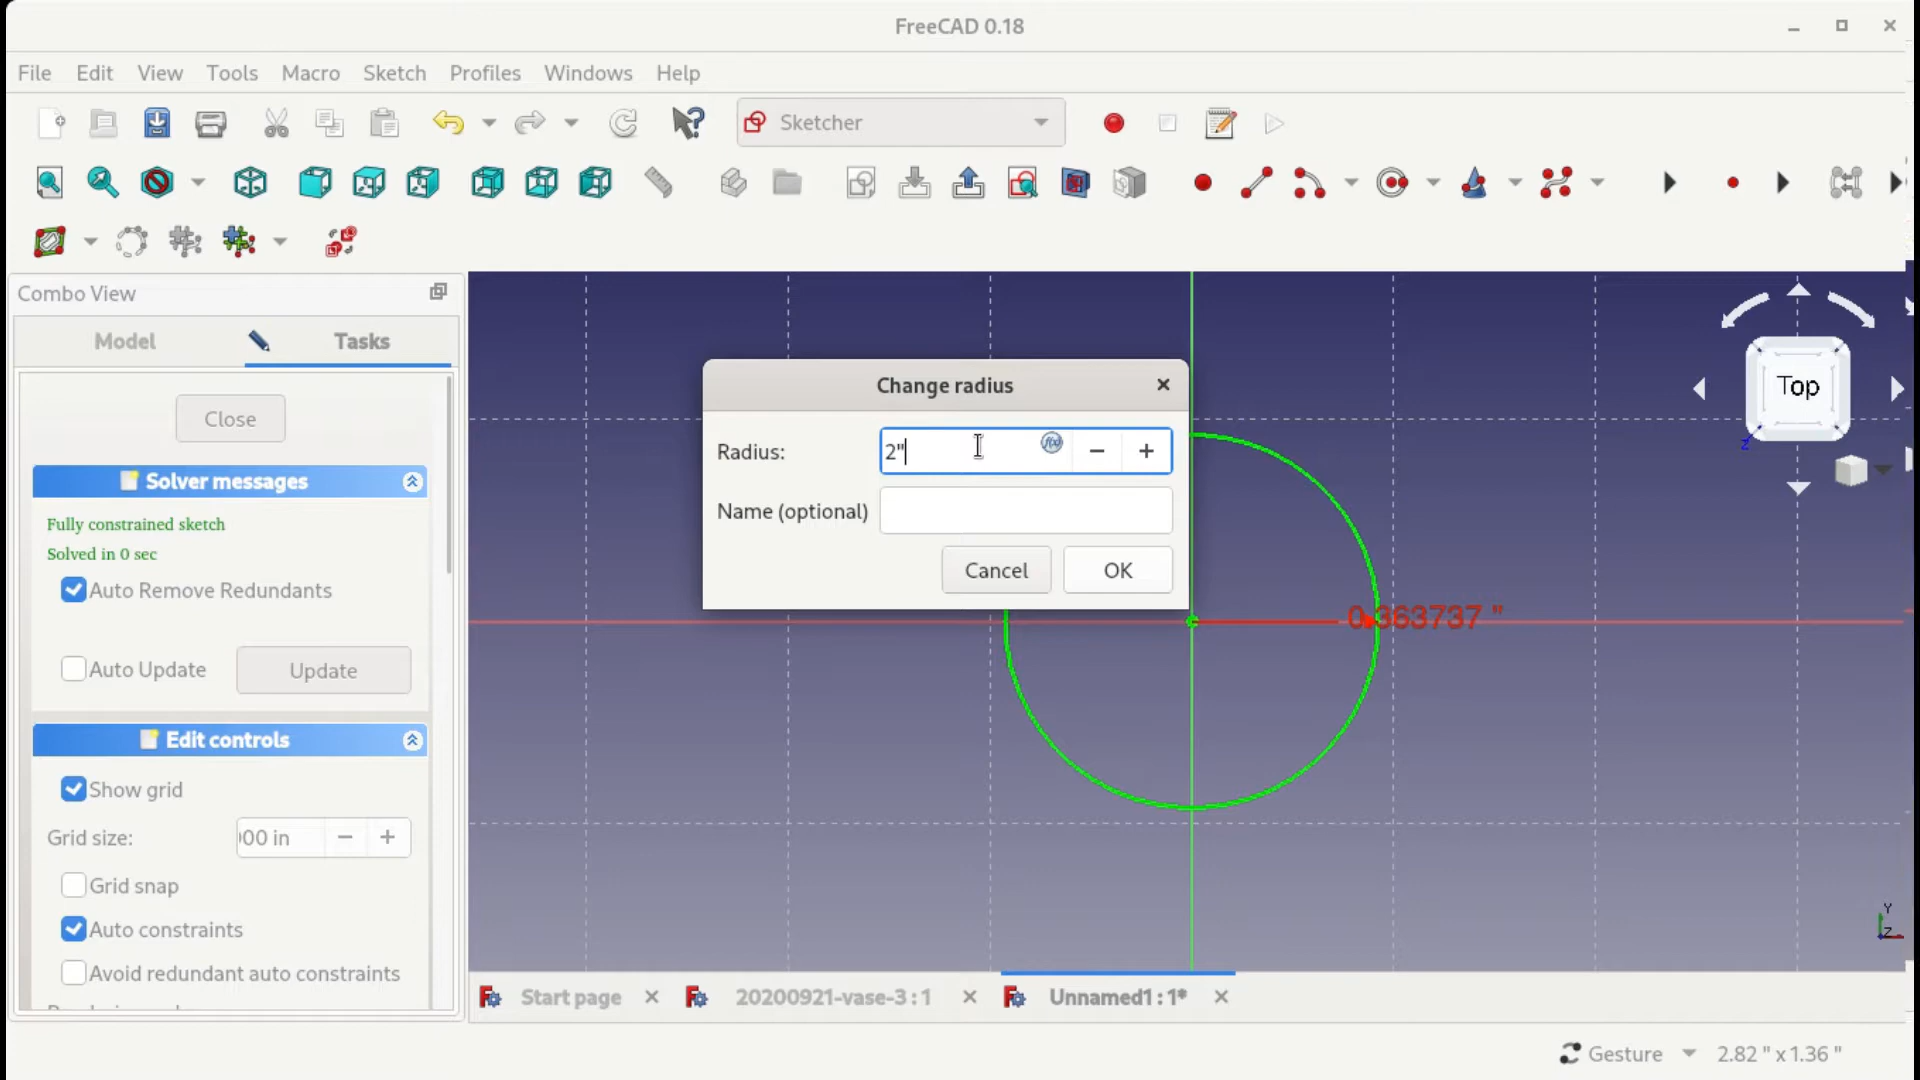 FreeCAD 0.18
File Edit View Tools Macro Sketch Profiles Windows Help
Sketcher
Combo View
Model Tasks
Close
Solver messages
Fully constrained sketch
Solved in 0 sec
Auto Remove Redundants
Auto Update Update
Edit controls
Show grid
Grid size: 00 in
Grid snap
Auto constraints
Avoid redundant auto constraints
Change radius
Radius: 2"
Name (optional)
Cancel OK
0.363737 "
Top
Z
Y
Z
Start page 20200921-vase-3 : 1 Unnamed1 : 1*
Gesture 2.82 " x 1.36 "